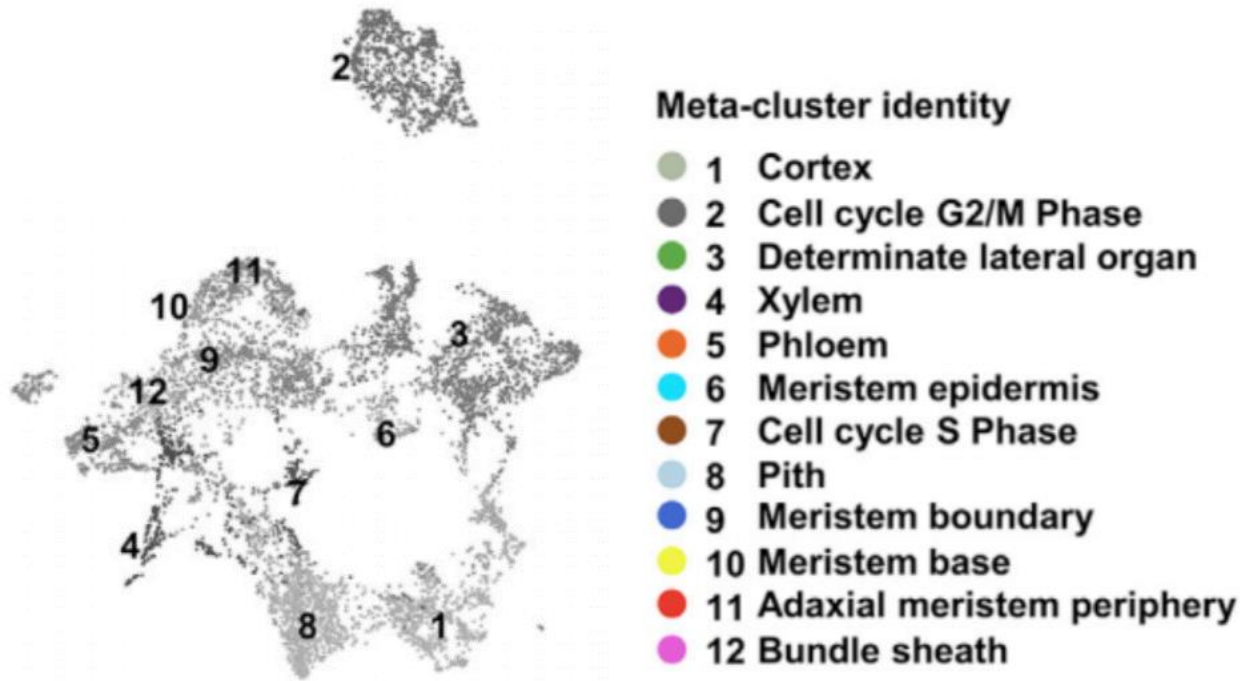 2
11
10
3
9
12
5
6
7
4
8
1
Meta-cluster identity
1 Cortex
2 Cell cycle G2/M Phase
3 Determinate lateral organ
4 Xylem
5 Phloem
6 Meristem epidermis
7 Cell cycle S Phase
8 Pith
9 Meristem boundary
10 Meristem base
11 Adaxial meristem periphery
12 Bundle sheath